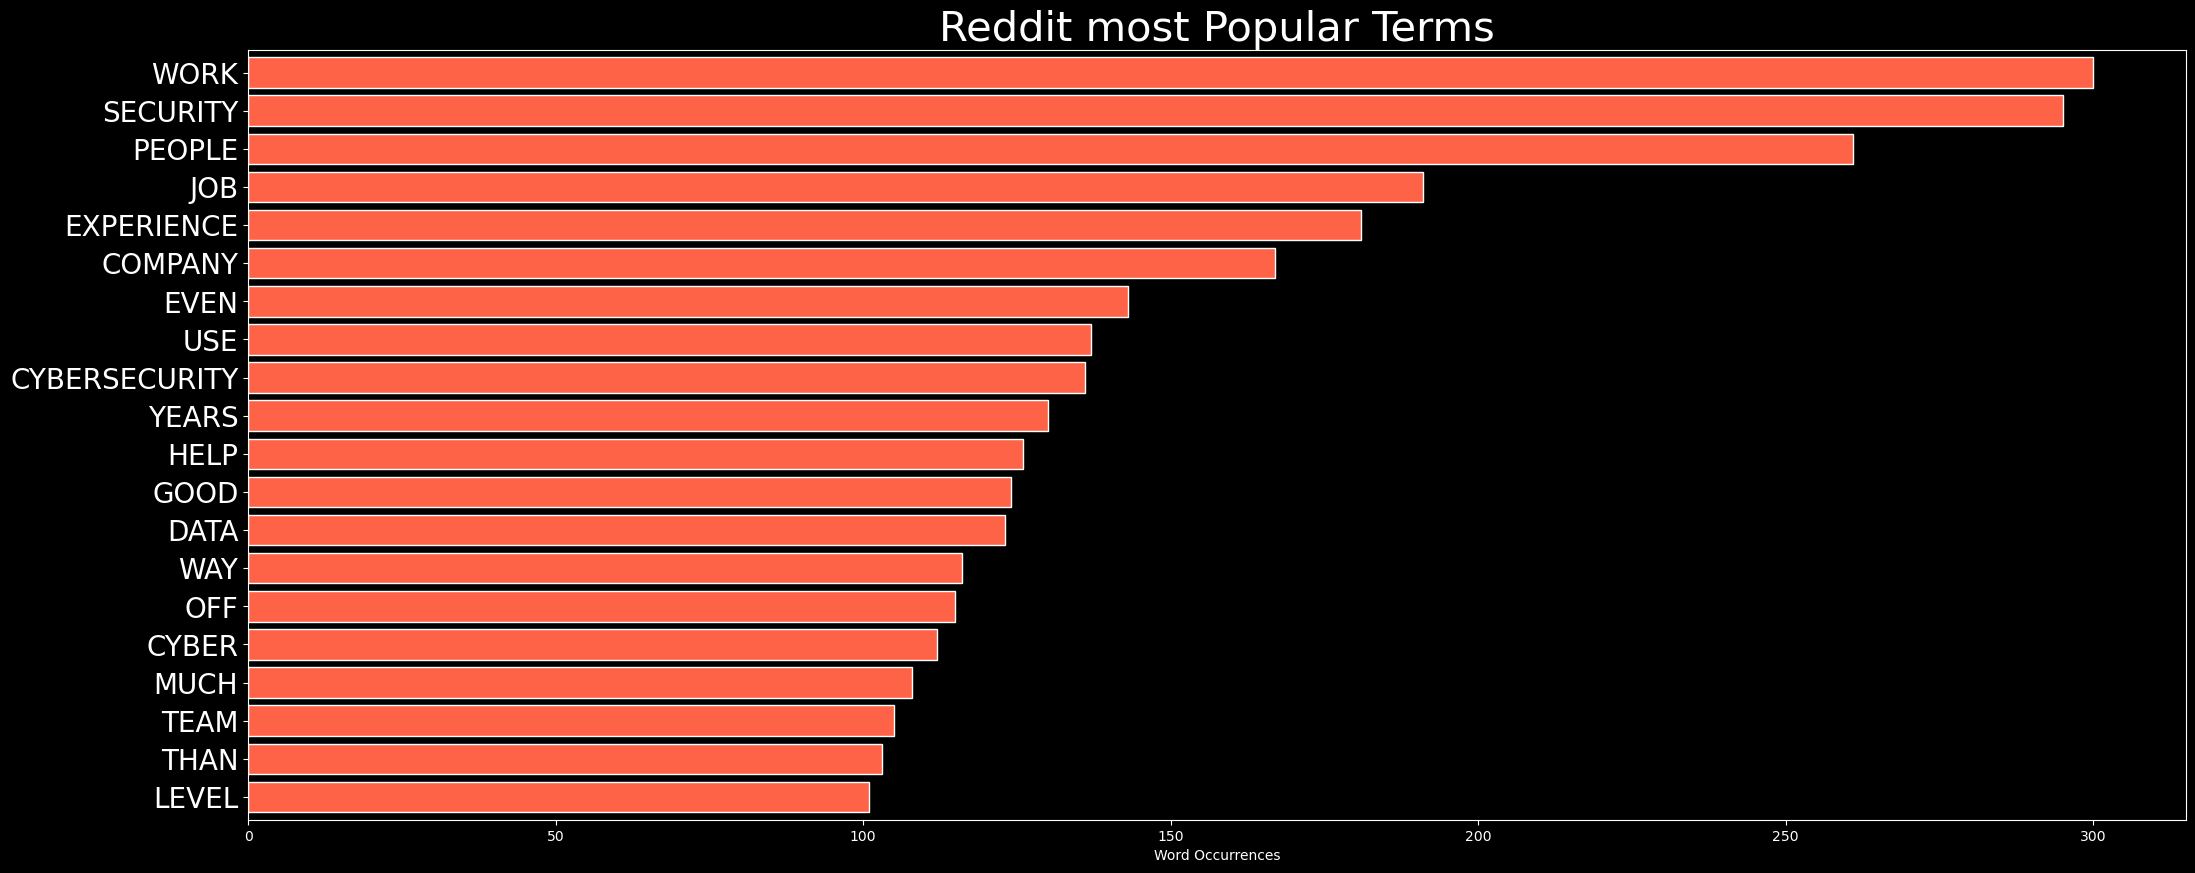 Reddit most Popular Terms
WORK
SECURITY
PEOPLE
JOB
EXPERIENCE
COMPANY
EVEN
USE
CYBERSECURITY
YEARS
HELP
GOOD
DATA
WAY
OFF
CYBER
MUCH
TEAM
THAN
LEVEL
0 50 100 150 200 250 300
Word Occurrences